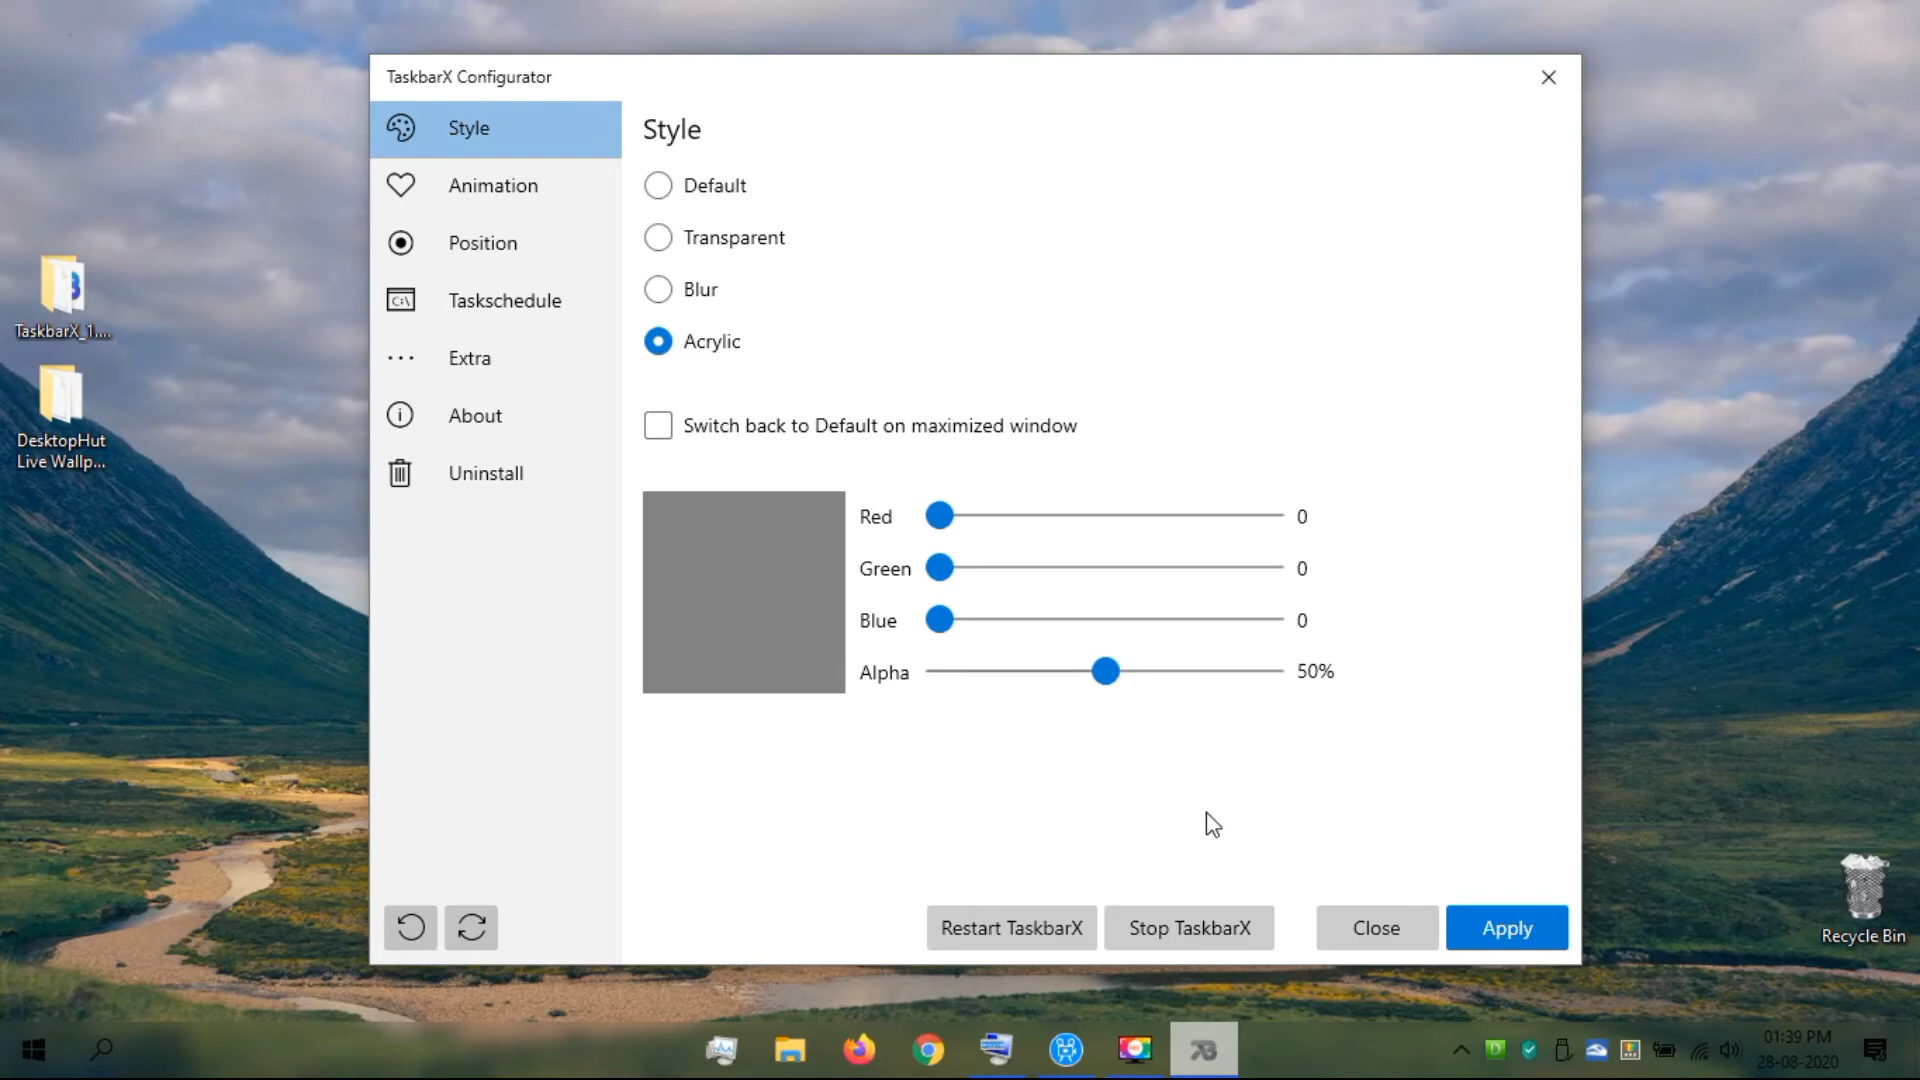 TaskbarX Configurator
Style
Animation
Position
Taskschedule
Extra
About
Uninstall
Style
Default
Transparent
Blur
Acrylic
Switch back to Default on maximized window
Red 0
Green 0
Blue 0
Alpha 50%
Restart TaskbarX
Stop TaskbarX
Close
Apply
TaskbarX_1....
DesktopHut
Live Wallp...
Recycle Bin
01:39 PM
28-08-2020